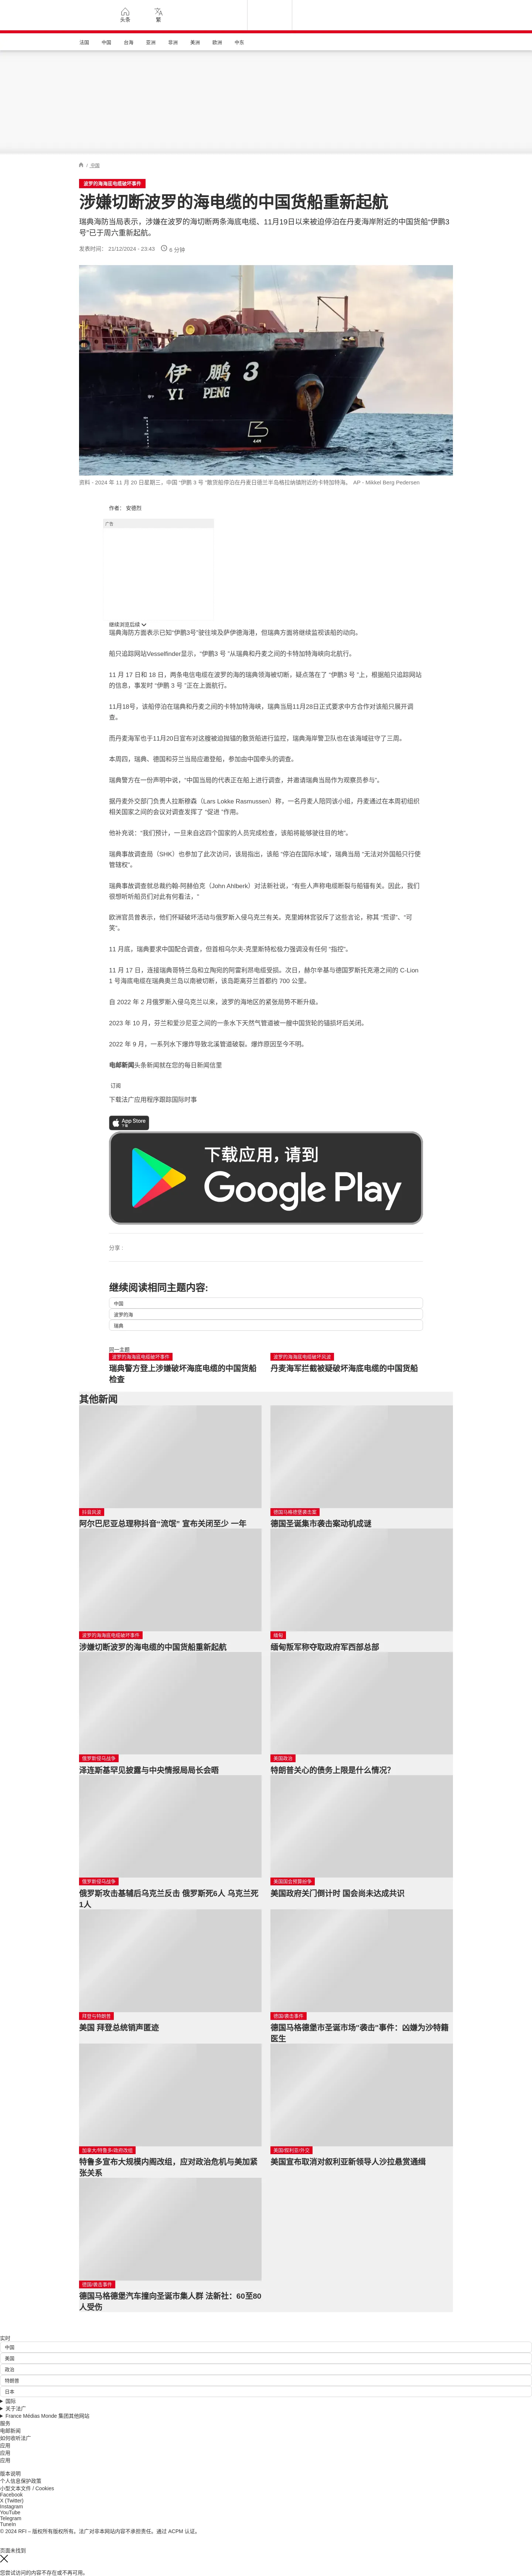 头条
繁
法国 中国 台海 亚洲 非洲 美洲 欧洲 中东
/ 中国
波罗的海海底电缆破坏事件
涉嫌切断波罗的海电缆的中国货船重新起航
瑞典海防当局表示，涉嫌在波罗的海切断两条海底电缆、11月19日以来被迫停泊在丹麦海岸附近的中国货船“伊鹏3
号”已于周六重新起航。
发表时间： 21/12/2024 - 23:43 6 分钟
伊 鹏 3
YI PENG 3
资料 - 2024 年 11 月 20 日星期三，中国 "伊鹏 3 号 "散货船停泊在丹麦日德兰半岛格拉纳镇附近的卡特加特海。 AP - Mikkel Berg Pedersen
作者： 安德烈
广告
继续浏览后续
瑞典海防方面表示已知“伊鹏3号”驶往埃及萨伊德海港，但瑞典方面将继续监视该船的动向。
船只追踪网站Vesselfinder显示，"伊鹏3 号 "从瑞典和丹麦之间的卡特加特海峡向北航行。
11 月 17 日和 18 日，两条电信电缆在波罗的海的瑞典领海被切断，疑点落在了 "伊鹏3 号 "上，根据船只追踪网站
的信息，事发时 "伊鹏 3 号 "正在上面航行。
11月18号，该船停泊在瑞典和丹麦之间的卡特加特海峡，瑞典当局11月28日正式要求中方合作对该船只展开调
查。
而丹麦海军也于11月20日宣布对这艘被迫抛锚的散货船进行监控，瑞典海岸警卫队也在该海域驻守了三周。
本周四，瑞典、德国和芬兰当局应邀登船，参加由中国牵头的调查。
瑞典警方在一份声明中说，"中国当局的代表正在船上进行调查，并邀请瑞典当局作为观察员参与"。
据丹麦外交部门负责人拉斯穆森（Lars Lokke Rasmussen）称，一名丹麦人陪同该小组，丹麦通过在本周初组织
相关国家之间的会议对调查发挥了 "促进 "作用。
他补充说：“我们预计，一旦来自这四个国家的人员完成检查，该船将能够驶往目的地”。
瑞典事故调查局（SHK）也参加了此次访问，该局指出，该船 "停泊在国际水域"，瑞典当局 "无法对外国船只行使
管辖权"。
瑞典事故调查就总裁约翰-阿赫伯克（John Ahlberk）对法新社说，“有些人声称电缆断裂与船锚有关。因此，我们
很想听听船员们对此有何看法，”
欧洲官员曾表示，他们怀疑破坏活动与俄罗斯入侵乌克兰有关。克里姆林宫驳斥了这些言论，称其 "荒谬"、"可
笑"。
11 月底，瑞典要求中国配合调查，但首相乌尔夫-克里斯特松极力强调没有任何 "指控"。
11 月 17 日，连接瑞典哥特兰岛和立陶宛的阿雷利昂电缆受损。次日，赫尔辛基与德国罗斯托克港之间的 C-Lion
1 号海底电缆在瑞典奥兰岛以南被切断，该岛距离芬兰首都约 700 公里。
自 2022 年 2 月俄罗斯入侵乌克兰以来，波罗的海地区的紧张局势不断升级。
2023 年 10 月，芬兰和爱沙尼亚之间的一条水下天然气管道被一艘中国货轮的锚损坏后关闭。
2022 年 9 月，一系列水下爆炸导致北溪管道破裂。爆炸原因至今不明。
电邮新闻头条新闻就在您的每日新闻信里
订阅
下载法广应用程序跟踪国际时事
App Store
下载
下载应用，请到
Google Play
分享 :
继续阅读相同主题内容:
中国
波罗的海
瑞典
同一主题
波罗的海海底电缆破坏事件
瑞典警方登上涉嫌破坏海底电缆的中国货船
检查
波罗的海海底电缆破坏风波
丹麦海军拦截被疑破坏海底电缆的中国货船
其他新闻
抖音风波
阿尔巴尼亚总理称抖音“流氓” 宣布关闭至少 一年
德国马格德堡袭击案
德国圣诞集市袭击案动机成谜
波罗的海海底电缆破坏事件
涉嫌切断波罗的海电缆的中国货船重新起航
缅甸
缅甸叛军称夺取政府军西部总部
俄罗斯侵乌战争
泽连斯基罕见披露与中央情报局局长会晤
美国政治
特朗普关心的债务上限是什么情况？
俄罗斯侵乌战争
俄罗斯攻击基辅后乌克兰反击 俄罗斯死6人 乌克兰死
1人
美国国会预算纷争
美国政府关门倒计时 国会尚未达成共识
拜登与特朗普
美国 拜登总统销声匿迹
德国/袭击事件
德国马格德堡市圣诞市场“袭击”事件：凶嫌为沙特籍
医生
加拿大/特鲁多/政府改组
特鲁多宣布大规模内阁改组，应对政治危机与美加紧
张关系
美国/叙利亚/外交
美国宣布取消对叙利亚新领导人沙拉悬赏通缉
德国/袭击事件
德国马格德堡汽车撞向圣诞市集人群 法新社：60至80
人受伤
实时
中国
美国
政治
特朗普
日本
国际
关于法广
France Médias Monde 集团其他网站
服务
电邮新闻
如何收听法广
应用
应用
应用
版本说明
个人信息保护政策
小型文本文件 / Cookies
Facebook
X (Twitter)
Instagram
YouTube
Telegram
TuneIn
© 2024 RFI – 版权所有版权所有。法广对非本网站内容不承担责任。通过 ACPM 认证。
页面未找到
您尝试访问的内容不存在或不再可用。